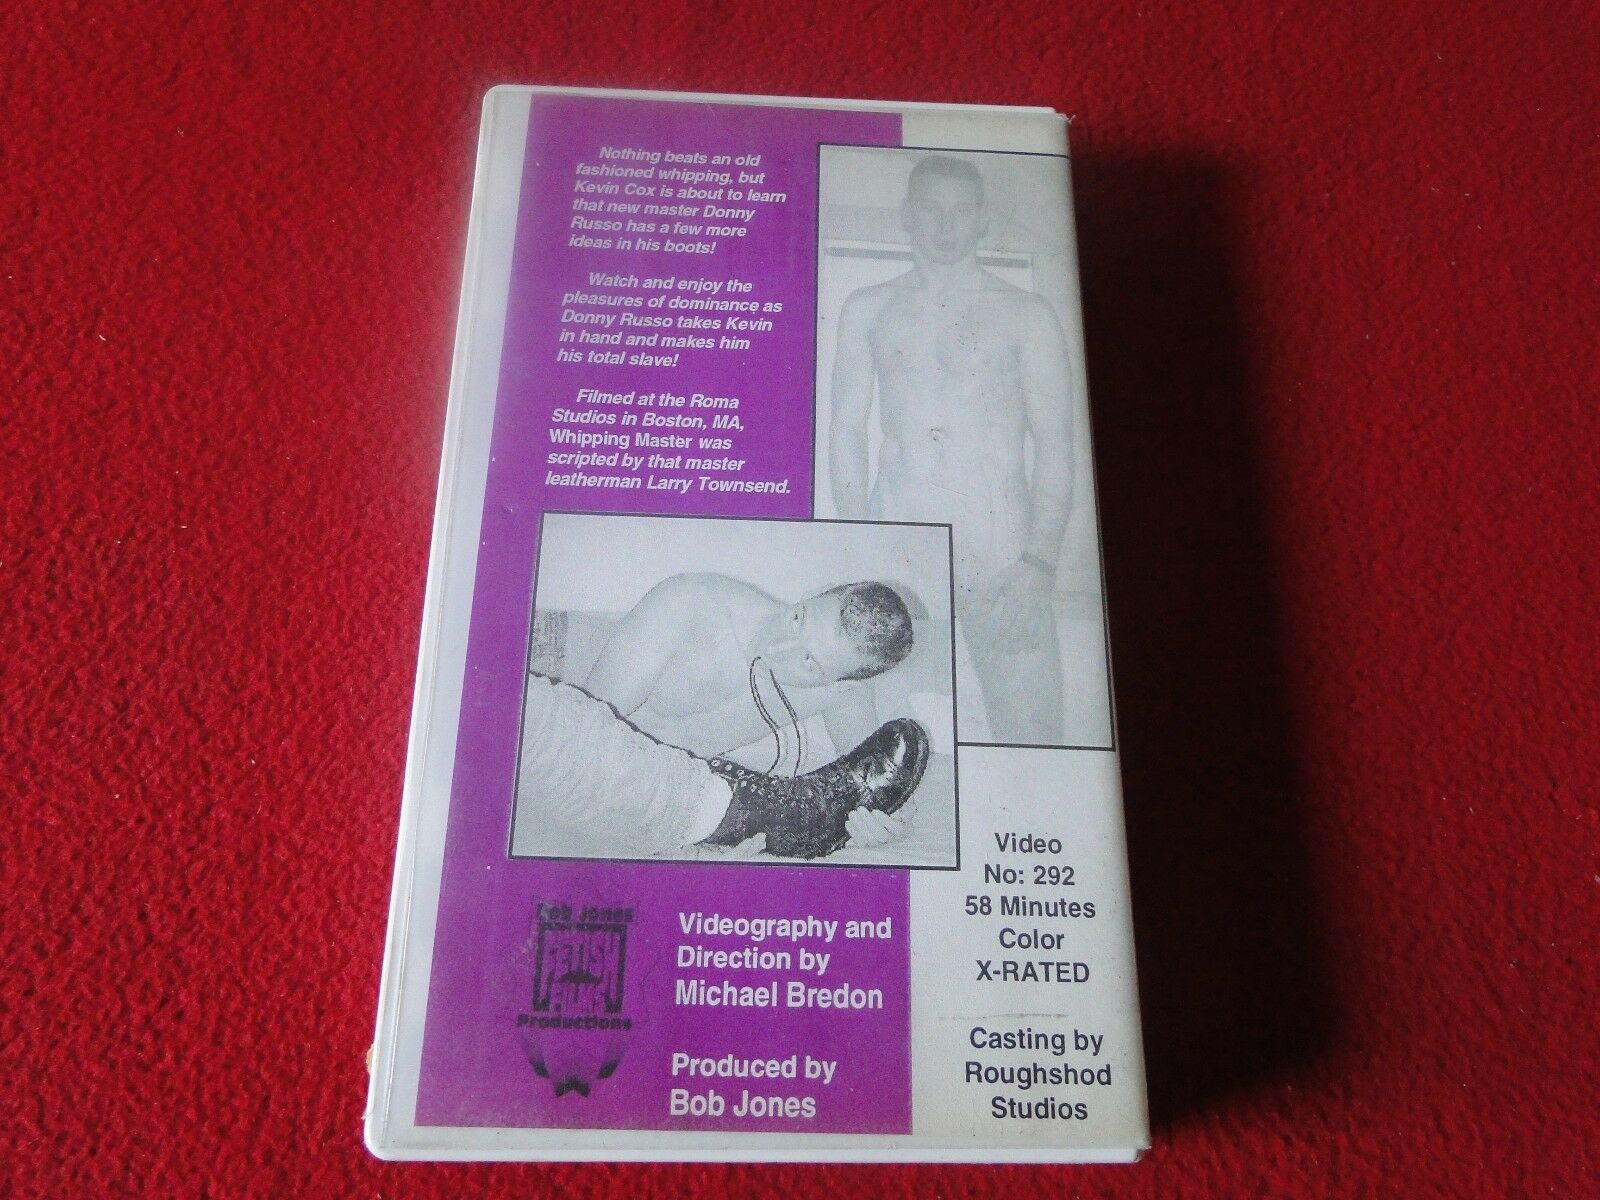 Nothing beats an old
fashioned whipping, but
Kevin Cox is about to learn
that new master Donny
Russo has a few more
ideas in his boots!
Watch and enjoy the
pleasures of dominance as
Donny Russo takes Kevin
in hand and makes him
his total slave!
Filmed at the Roma
Studios in Boston, MA,
Whipping Master was
scripted by that master
leatherman Larry Townsend.
Bob Jones
FETISH
FILMS
Productions
Videography and
Direction by
Michael Bredon
Produced by
Bob Jones
Video
No: 292
58 Minutes
Color
X-RATED
Casting by
Roughshod
Studios